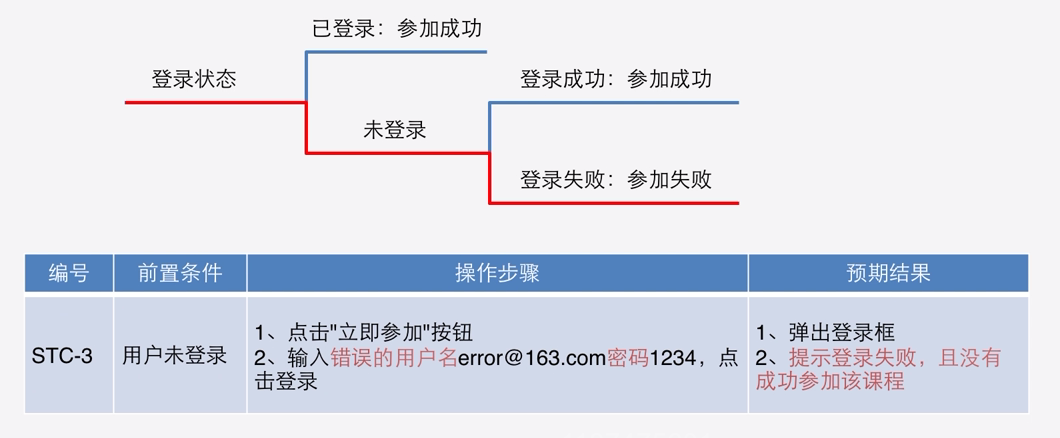 已登录：参加成功
登录状态
登录成功：参加成功
未登录
登录失败：参加失败
编号
前置条件
操作步骤
预期结果
STC-3
用户未登录
1、点击"立即参加"按钮
2、输入错误的用户名error@163.com密码1234，点
击登录
1、弹出登录框
2、提示登录失败，且没有
成功参加该课程